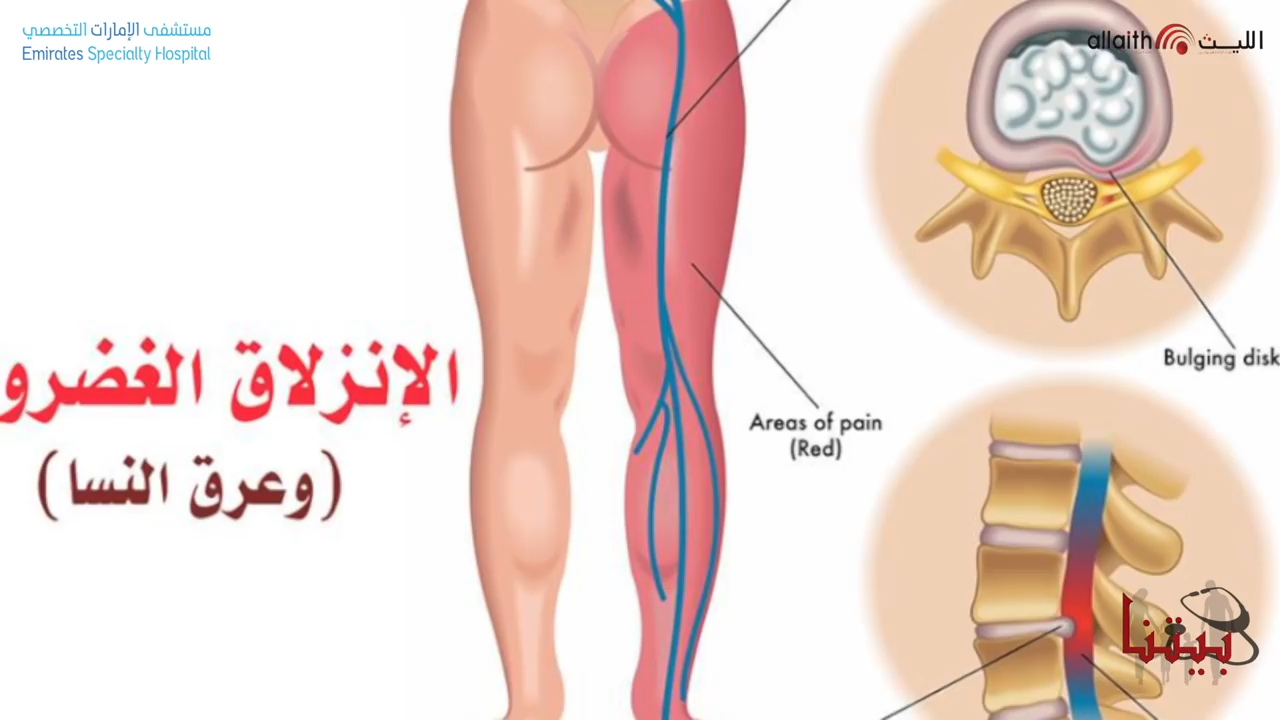 مستشفى الإمارات التخصصي
Emirates Specialty Hospital
allaith الليث
الإنزلاق الغضرو
(وعرق النسا)
Bulging disk
Areas of pain
(Red)
بيتنا